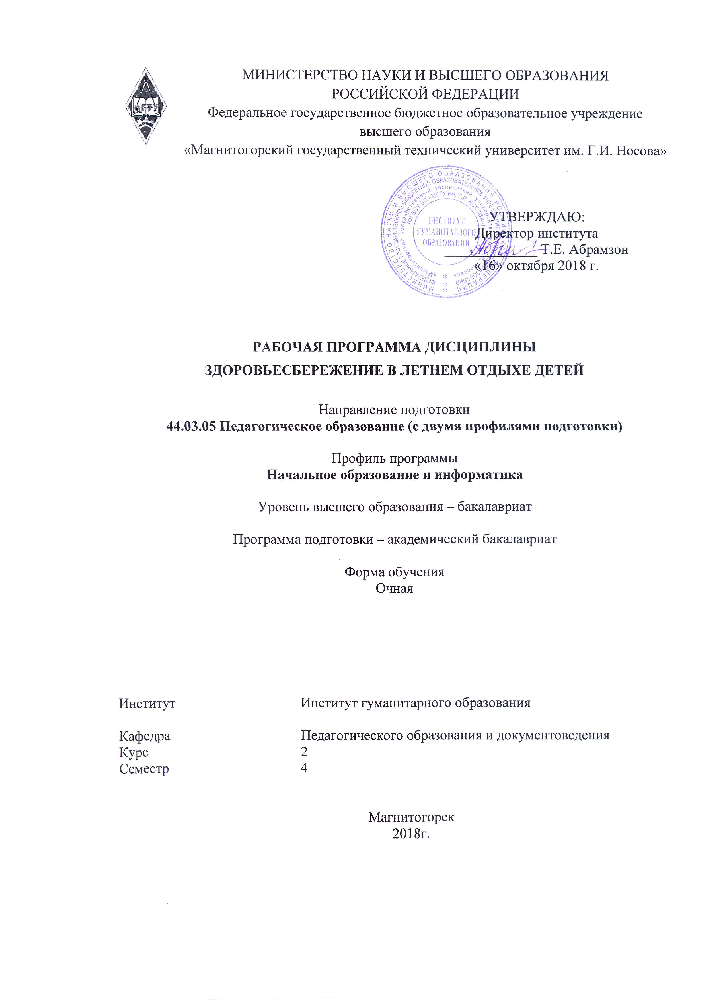 МИНИСТЕРСТВО НАУКИ И ВЫСШЕГО ОБРАЗОВАНИЯ
РОССИЙСКОЙ ФЕДЕРАЦИИ
Федеральное государственное бюджетное образовательное учреждение
высшего образования
«Магнитогорский государственный технический университет им. Г.И. Носова»
МГТУ
МИНИСТЕРСТВО НАУКИ И ВЫСШЕГО ОБРАЗОВАНИЯ РОССИЙСКОЙ ФЕДЕРАЦИИ
ФЕДЕРАЛЬНОЕ ГОСУДАРСТВЕННОЕ БЮДЖЕТНОЕ ОБРАЗОВАТЕЛЬНОЕ УЧРЕЖДЕНИЕ ВЫСШЕГО ОБРАЗОВАНИЯ
«Магнитогорский государственный технический университет им. Г.И. Носова»
(ФГБОУ ВО «МГТУ им. Г.И. НОСОВА»)
ИНСТИТУТ
ГУМАНИТАРНОГО
ОБРАЗОВАНИЯ
УТВЕРЖДАЮ:
Директор института
Т.Е. Абрамзон
«16» октября 2018 г.
РАБОЧАЯ ПРОГРАММА ДИСЦИПЛИНЫ
ЗДОРОВЬЕСБЕРЕЖЕНИЕ В ЛЕТНЕМ ОТДЫХЕ ДЕТЕЙ
Направление подготовки
44.03.05 Педагогическое образование (с двумя профилями подготовки)
Профиль программы
Начальное образование и информатика
Уровень высшего образования – бакалавриат
Программа подготовки – академический бакалавриат
Форма обучения
Очная
Институт Институт гуманитарного образования
Кафедра Педагогического образования и документоведения
Курс 2
Семестр 4
Магнитогорск
2018г.